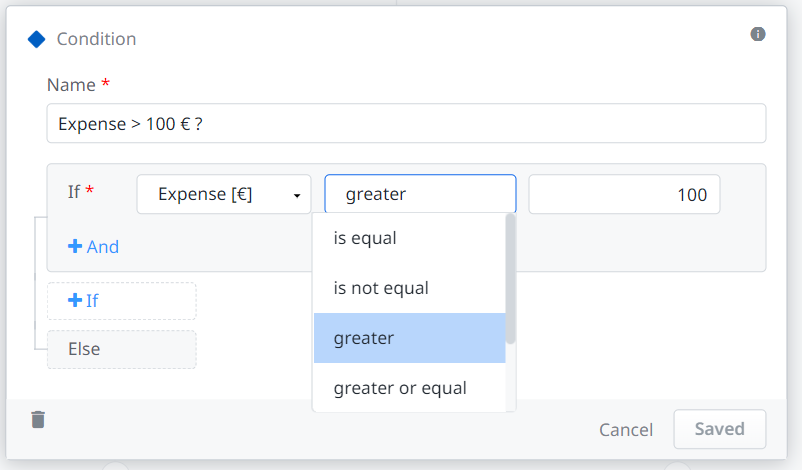 Condition
Name *
Expense > 100 € ?
If * Expense [€] greater 100
is equal
+ And
is not equal
+ If
greater
Else
greater or equal
Cancel Saved